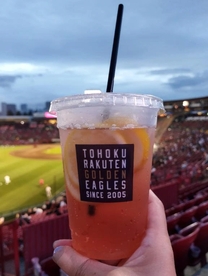 TOHOKU
RAKUTEN
GOLDEN
EAGLES
SINCE 2005